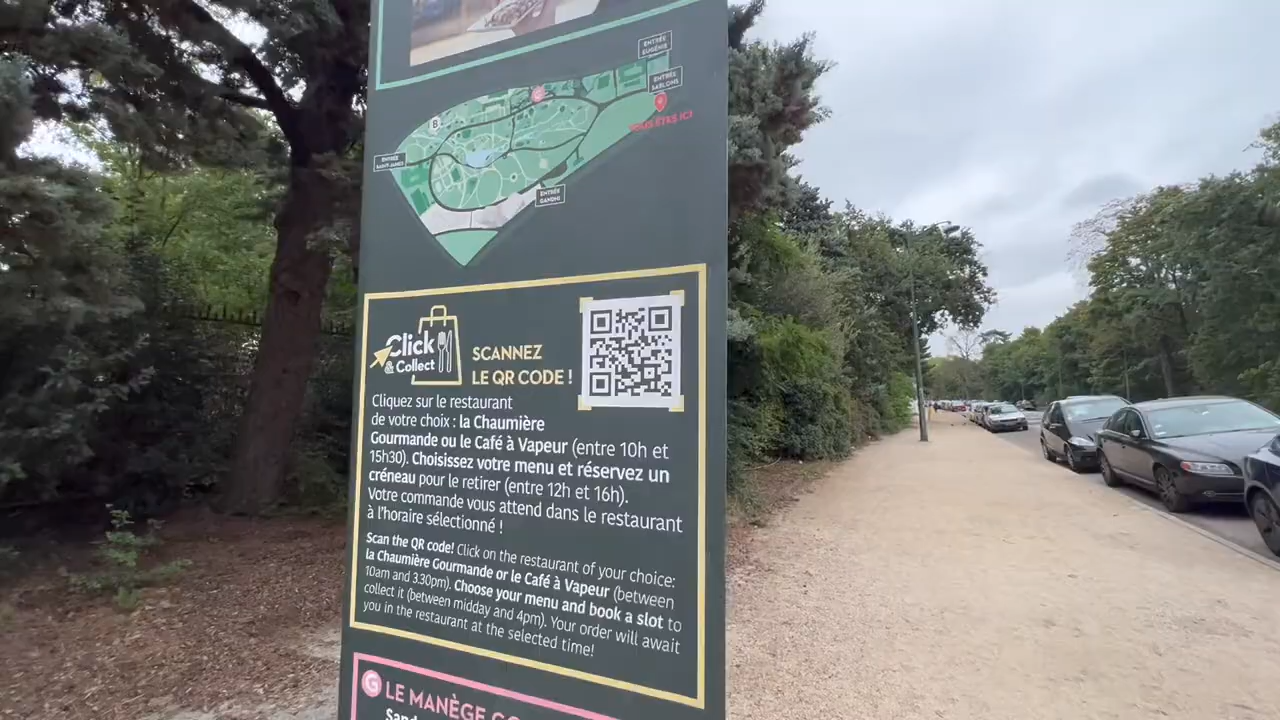 ENTRÉE
EUGÉNIE
ENTRÉE
SABLONS
G
B
VOUS ÊTES ICI
ENTRÉE
SAINT-JAMES
ENTRÉE
GANDHI
Click
& Collect
SCANNEZ
LE QR CODE !
Cliquez sur le restaurant
de votre choix : la Chaumière
Gourmande ou le Café à Vapeur (entre 10h et
15h30). Choisissez votre menu et réservez un
créneau pour le retirer (entre 12h et 16h).
Votre commande vous attend dans le restaurant
à l'horaire sélectionné !
Scan the QR code! Click on the restaurant of your choice:
la Chaumière Gourmande or le Café à Vapeur (between
10am and 3.30pm). Choose your menu and book a slot to
collect it (between midday and 4pm). Your order will await
you in the restaurant at the selected time!
G LE MANÈGE